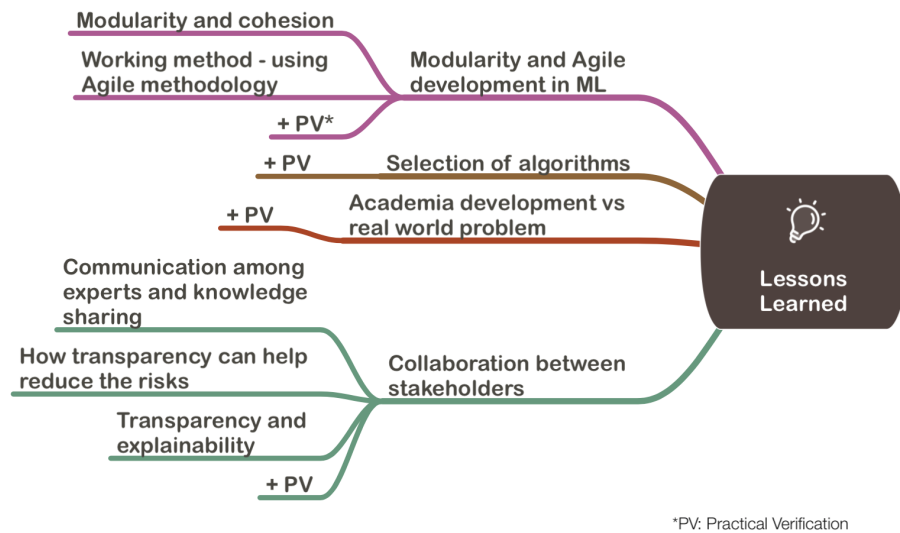 Modularity and cohesion
Working method - using
Agile methodology
+ PV*
Modularity and Agile
development in ML
+ PV
Selection of algorithms
+ PV
Academia development vs
real world problem
Communication among
experts and knowledge
sharing
How transparency can help
reduce the risks
Transparency and
explainability
+ PV
Collaboration between
stakeholders
Lessons
Learned
*PV: Practical Verification